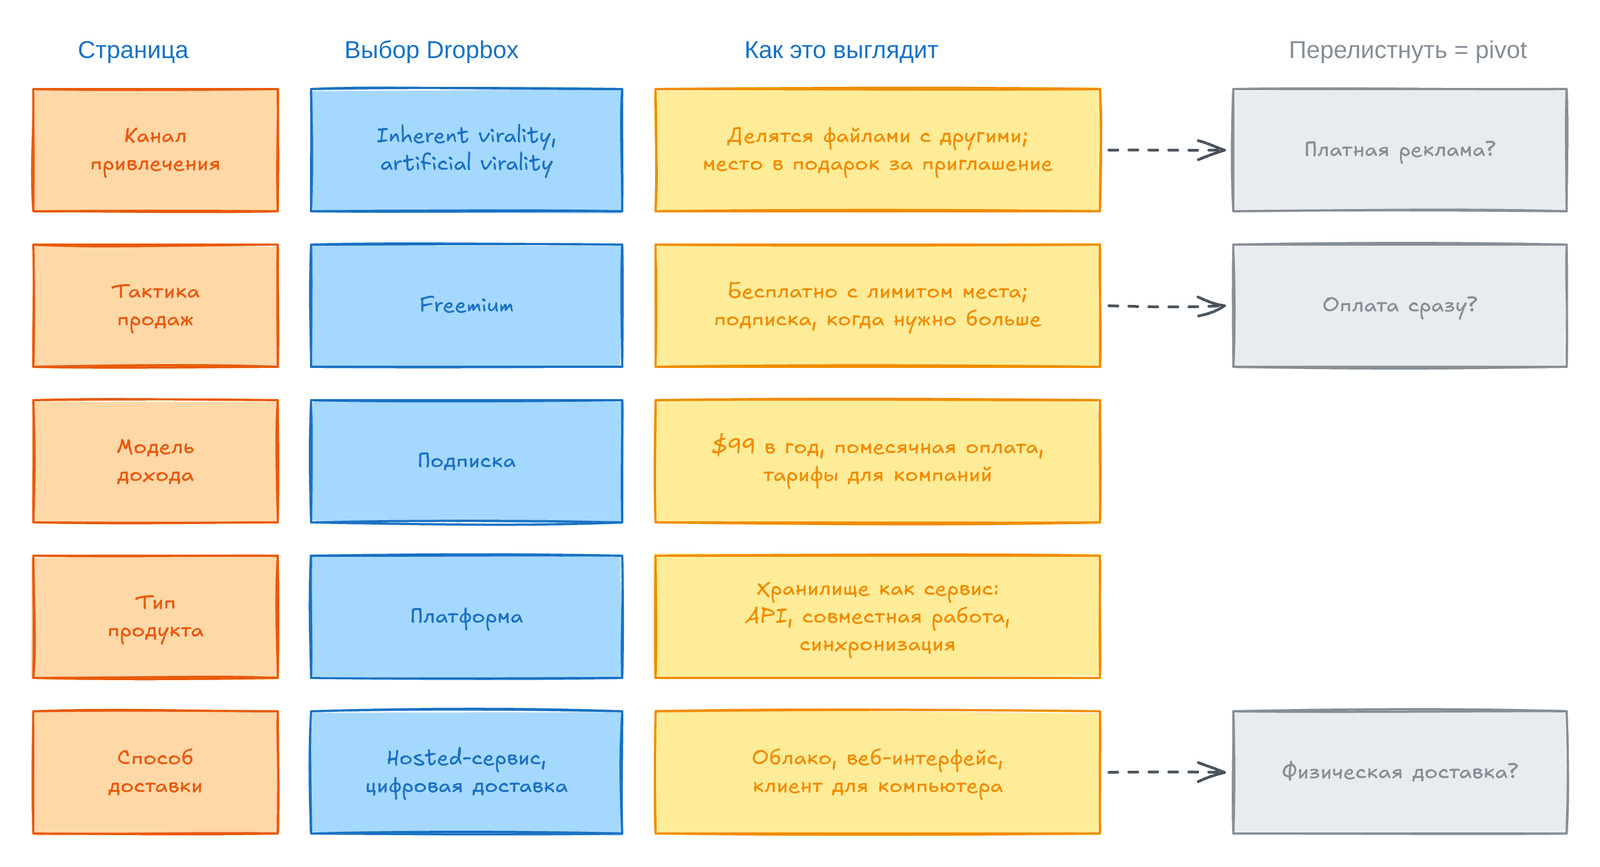 Страница
Выбор Dropbox
Как это выглядит
Перелистнуть = pivot
Канал
привлечения
Inherent virality,
artificial virality
Делятся файлами с другими;
место в подарок за приглашение
Платная реклама?
Тактика
продаж
Freemium
Бесплатно с лимитом места;
подписка, когда нужно больше
Оплата сразу?
Модель
дохода
Подписка
$99 в год, помесячная оплата,
тарифы для компаний
Тип
продукта
Платформа
Хранилище как сервис:
API, совместная работа,
синхронизация
Способ
доставки
Hosted-сервис,
цифровая доставка
Облако, веб-интерфейс,
клиент для компьютера
Физическая доставка?